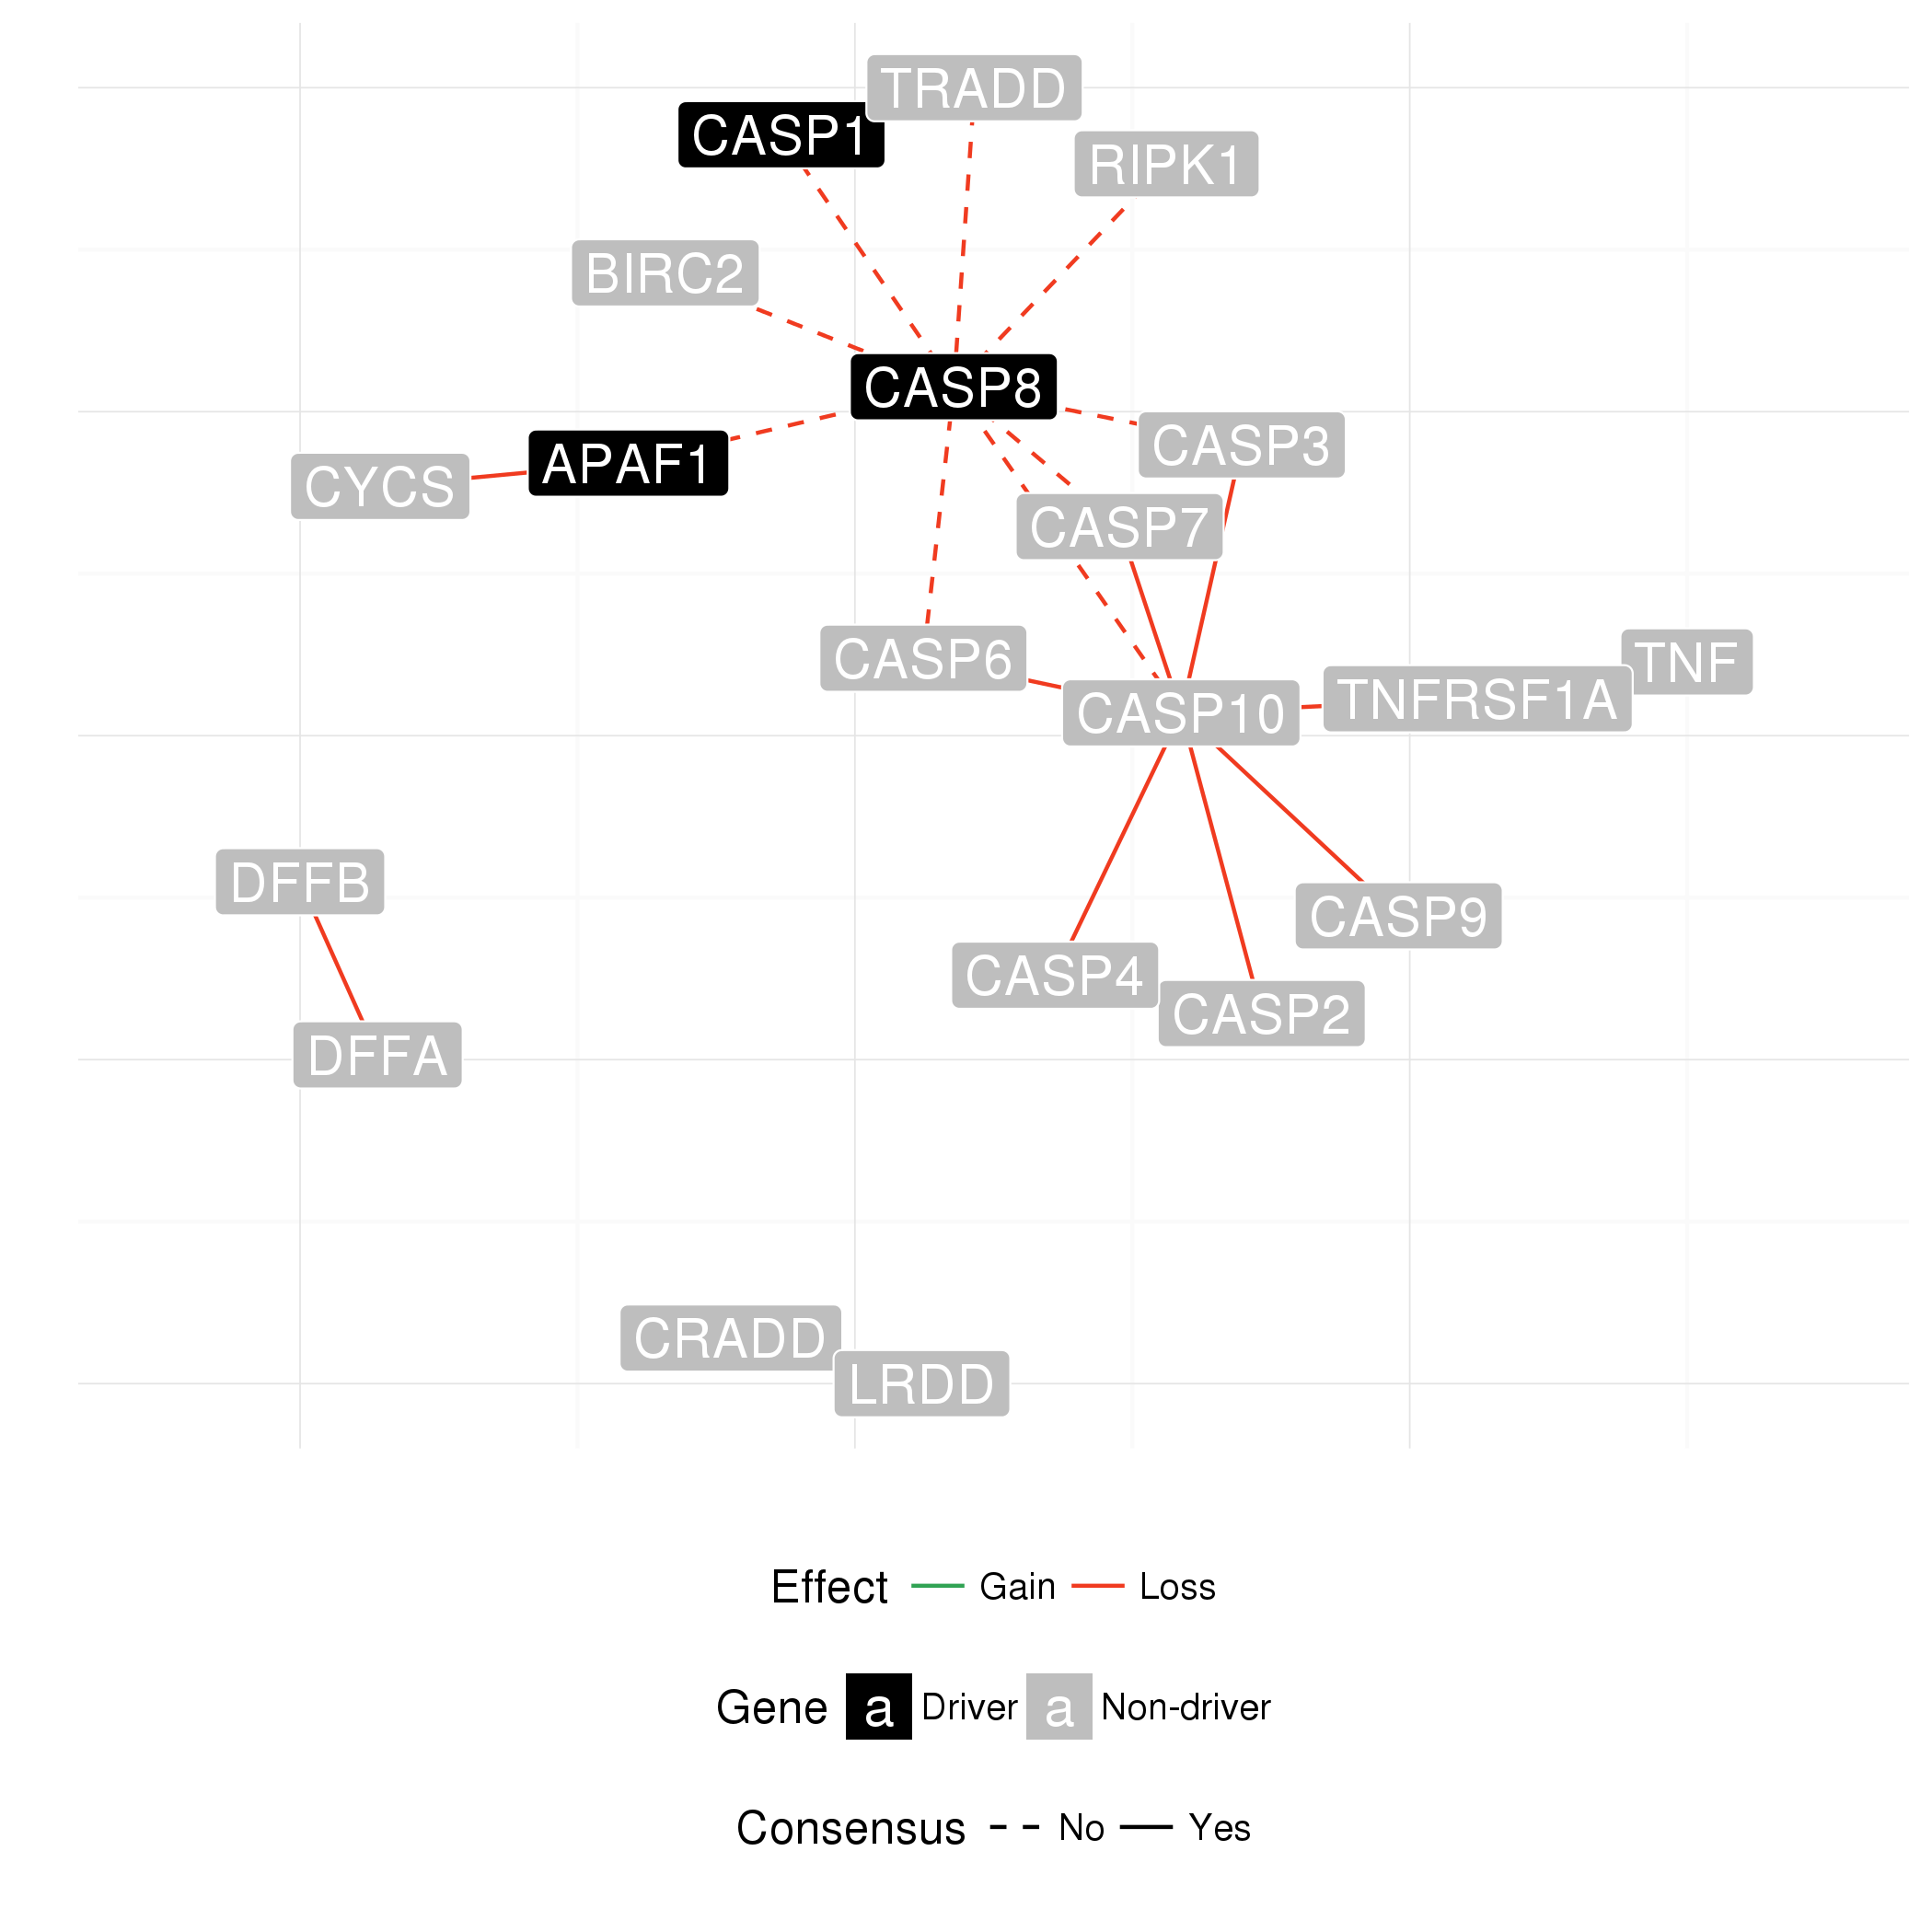 TRADD
CASP1
RIPK1
BIRC2
CASP8
CASP3
APAF1
CYCS
CASP7
CASP6
TNF
TNFRSF1A
CASP10
DFFB
CASP9
CASP4
CASP2
DFFA
CRADD
LRDD
Effect Gain Loss
Gene a Driver a Non-driver
Consensus No Yes